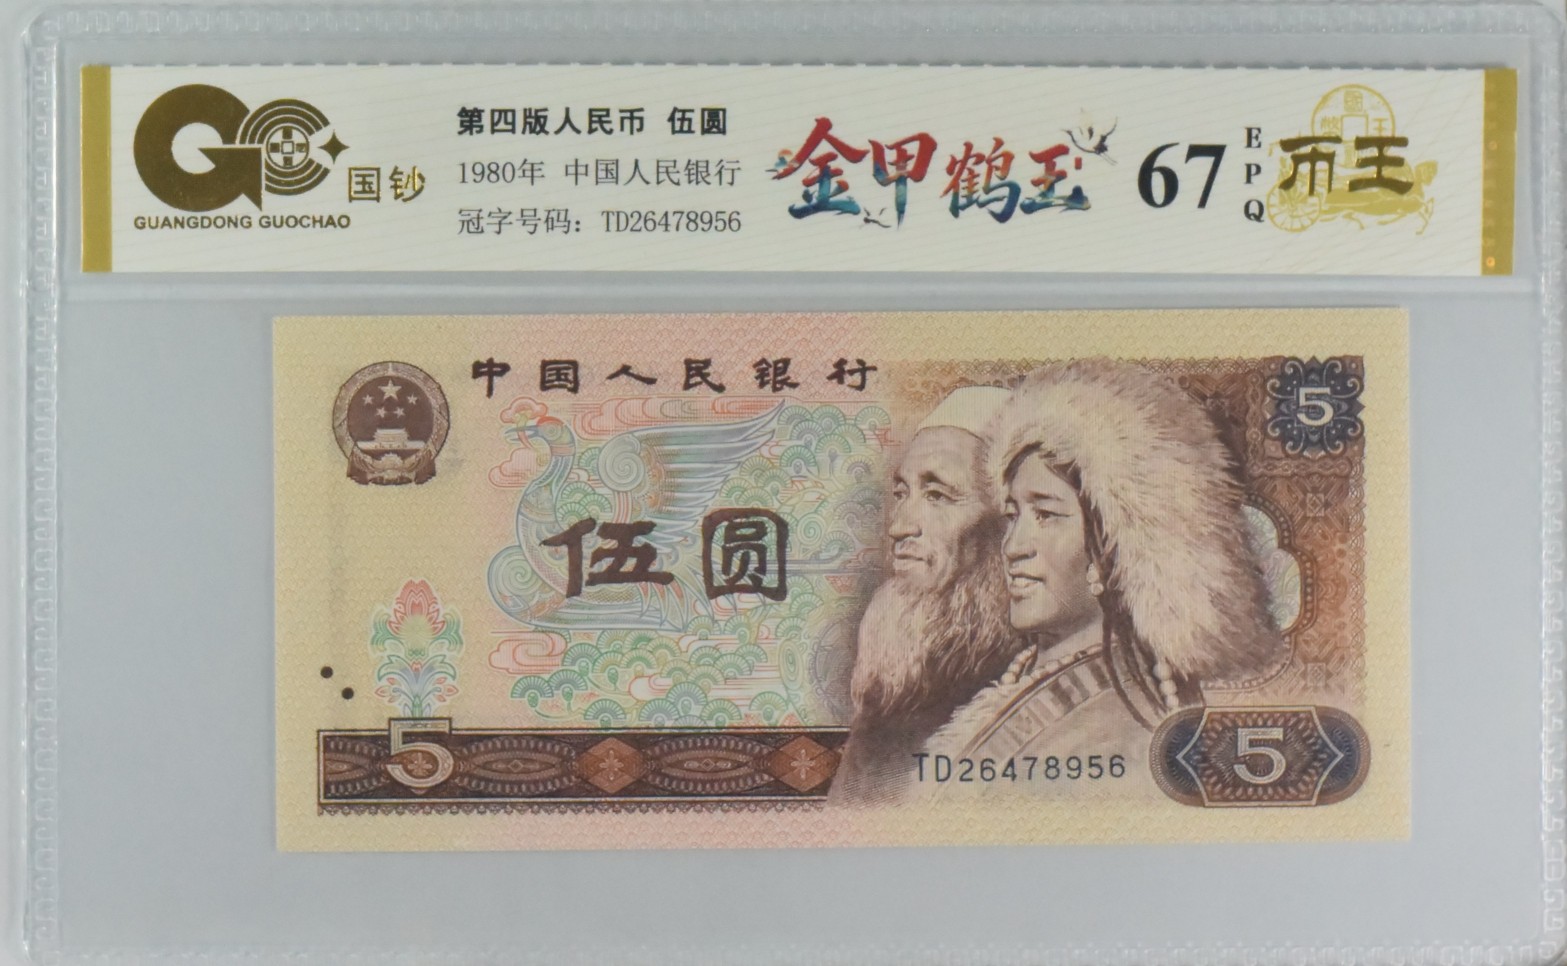 国钞
GUANGDONG GUOCHAO
第四版人民币 伍圆
1980年 中国人民银行
冠字号码：TD26478956
金甲鹤王
67
EPQ
币王
中国人民银行
5
伍圆
5
TD26478956
5